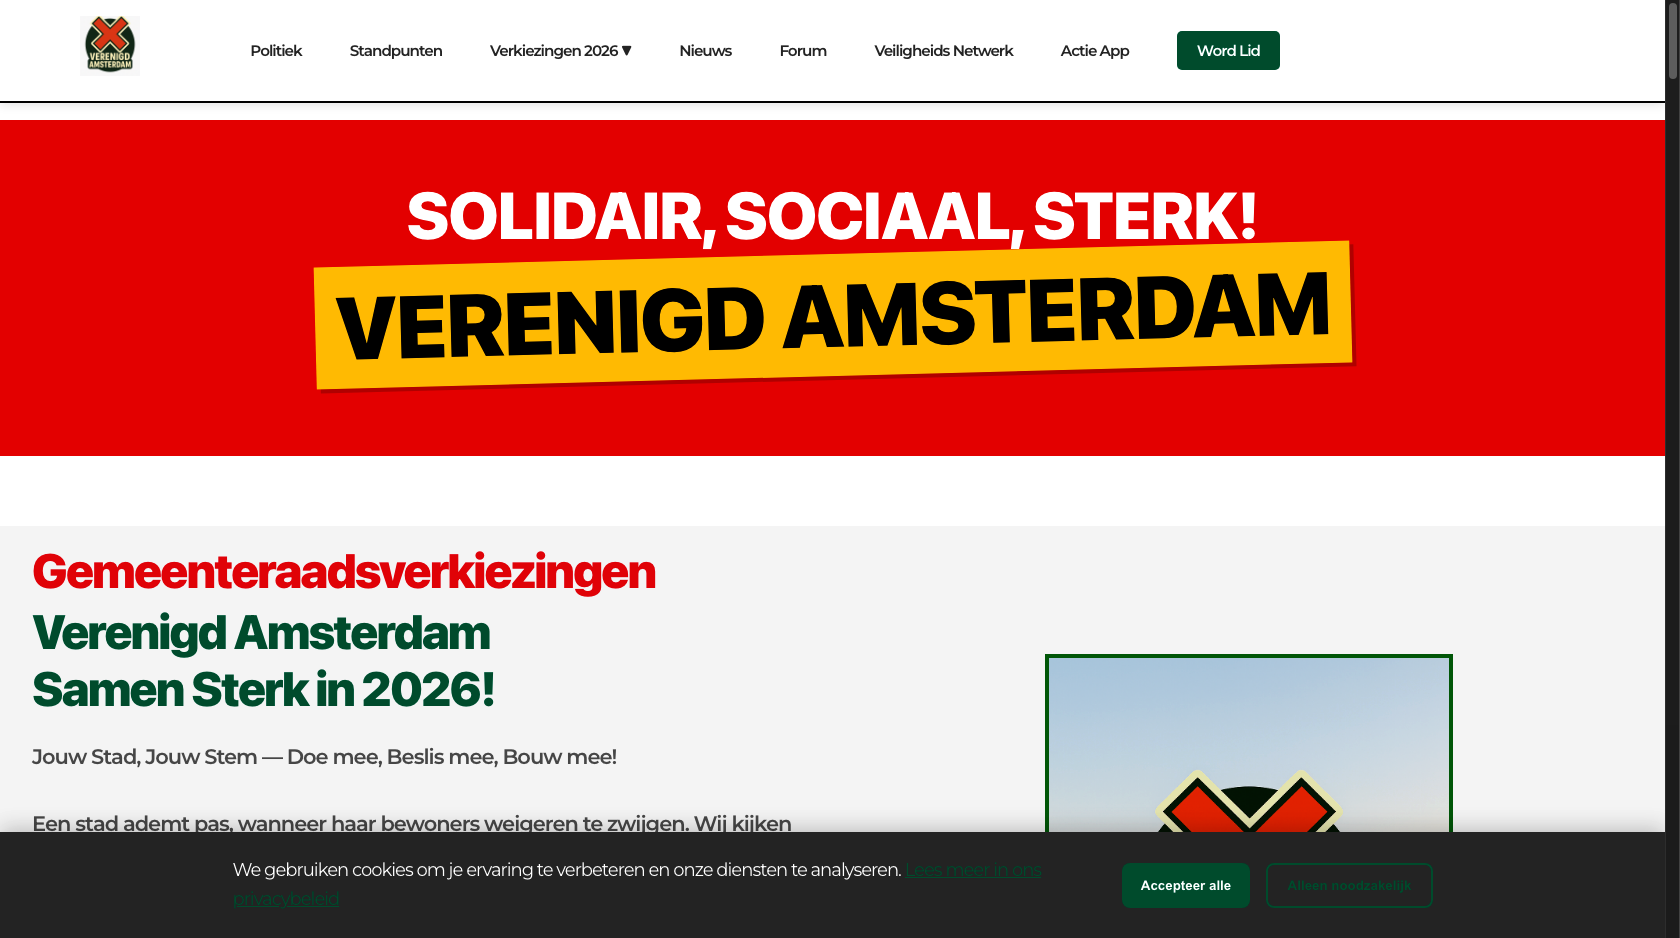 VERENIGD
AMSTERDAM
Politiek
Standpunten
Verkiezingen 2026 ▼
Nieuws
Forum
Veiligheids Netwerk
Actie App
Word Lid
SOLIDAIR, SOCIAAL, STERK!
VERENIGD AMSTERDAM
Gemeenteraadsverkiezingen
Verenigd Amsterdam
Samen Sterk in 2026!
Jouw Stad, Jouw Stem — Doe mee, Beslis mee, Bouw mee!
Een stad ademt pas, wanneer haar bewoners weigeren te zwijgen. Wij kijken
We gebruiken cookies om je ervaring te verbeteren en onze diensten te analyseren. Lees meer in ons
privacybeleid
Accepteer alle
Alleen noodzakelijk